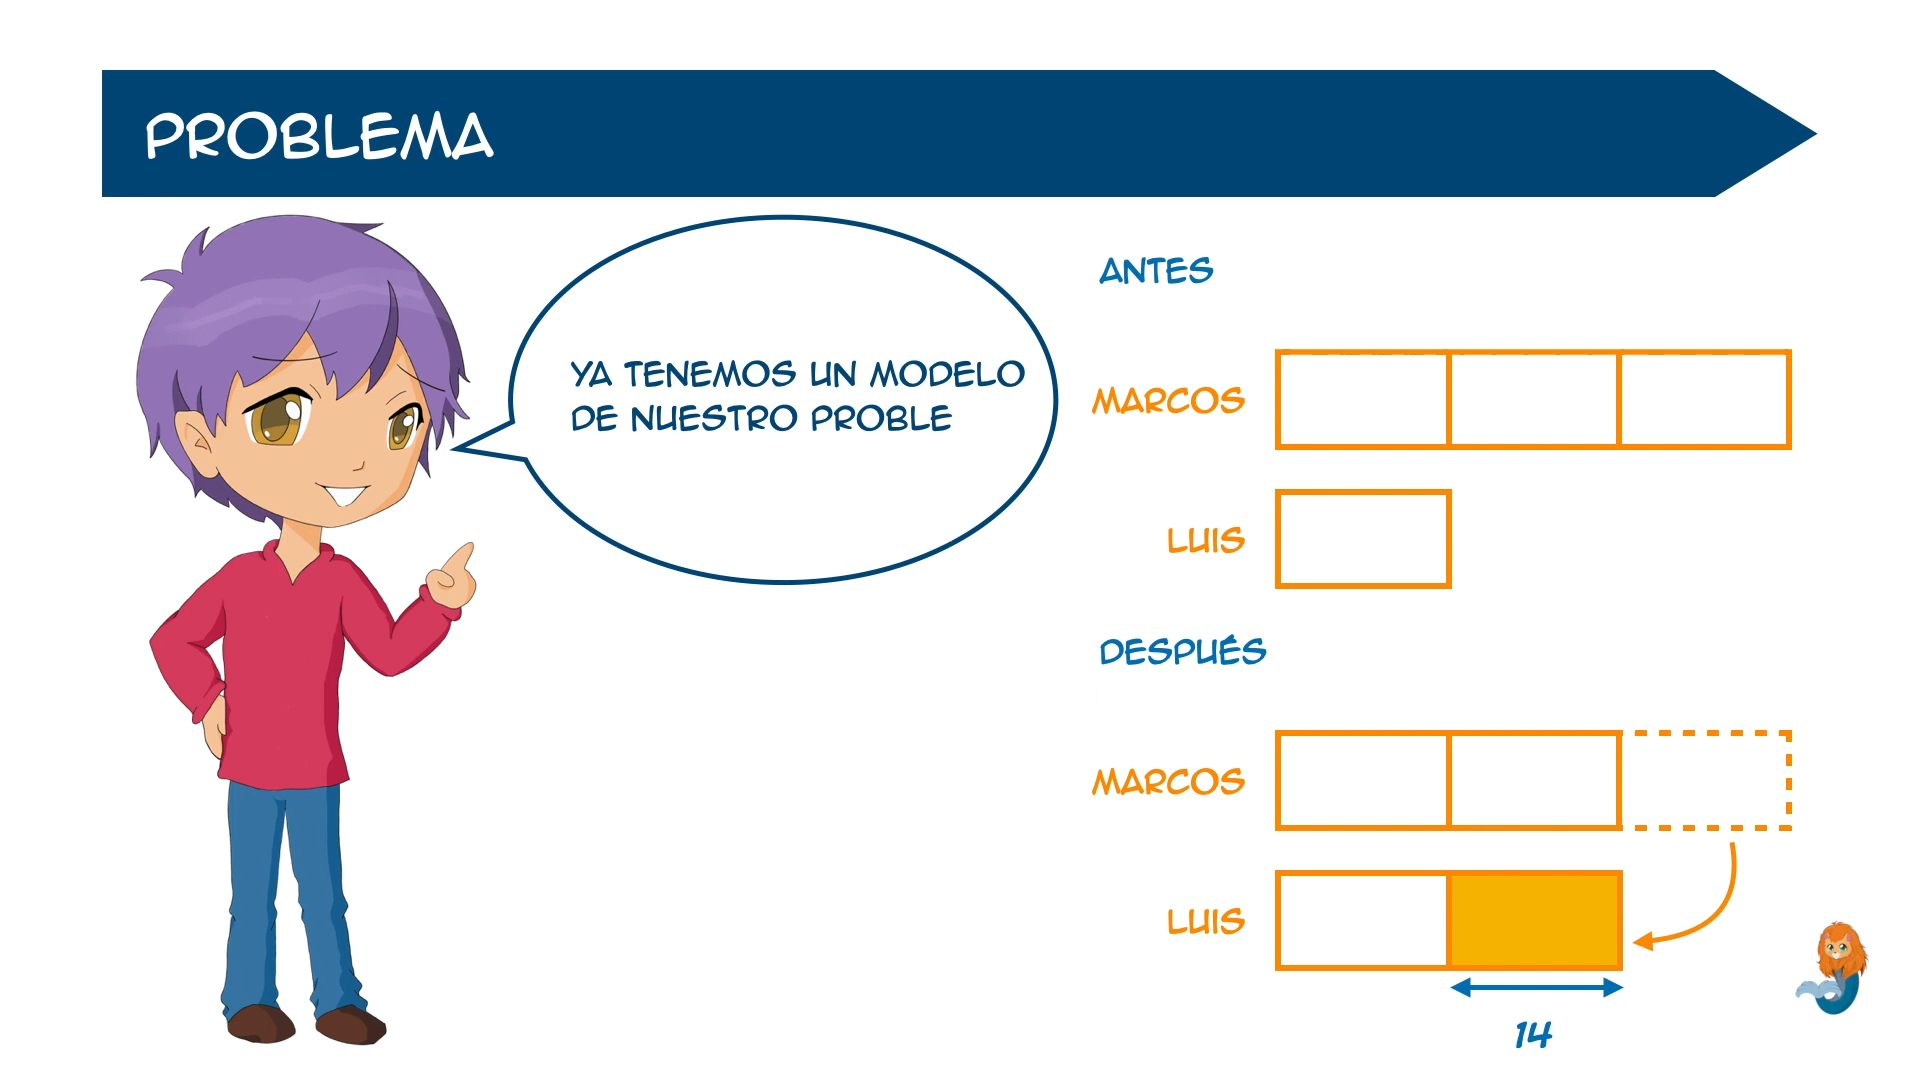 PROBLEMA
YA TENEMOS UN MODELO
DE NUESTRO PROBLE
ANTES
MARCOS
LUIS
DESPUÉS
MARCOS
LUIS
14